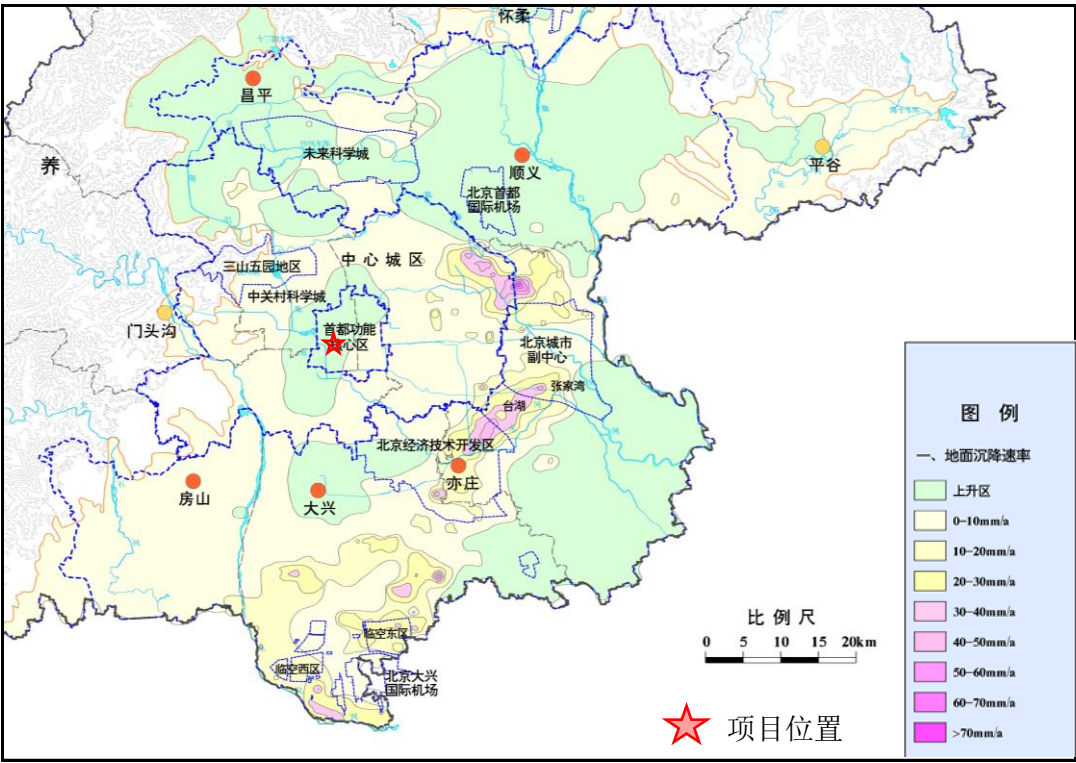 怀柔
昌平
养
未来科学城
顺义
平谷
北京首都
国际机场
三山五园地区
中心城区
中关村科学城
门头沟
首都功能
核心区
北京城市
副中心
张家湾
台湖
北京经济技术开发区
亦庄
房山
大兴
临空东区
临空西区
北京大兴
国际机场
比例尺
0 5 10 15 20km
项目位置
图 例
一、地面沉降速率
上升区
0-10mm/a
10-20mm/a
20-30mm/a
30-40mm/a
40-50mm/a
50-60mm/a
60-70mm/a
>70mm/a